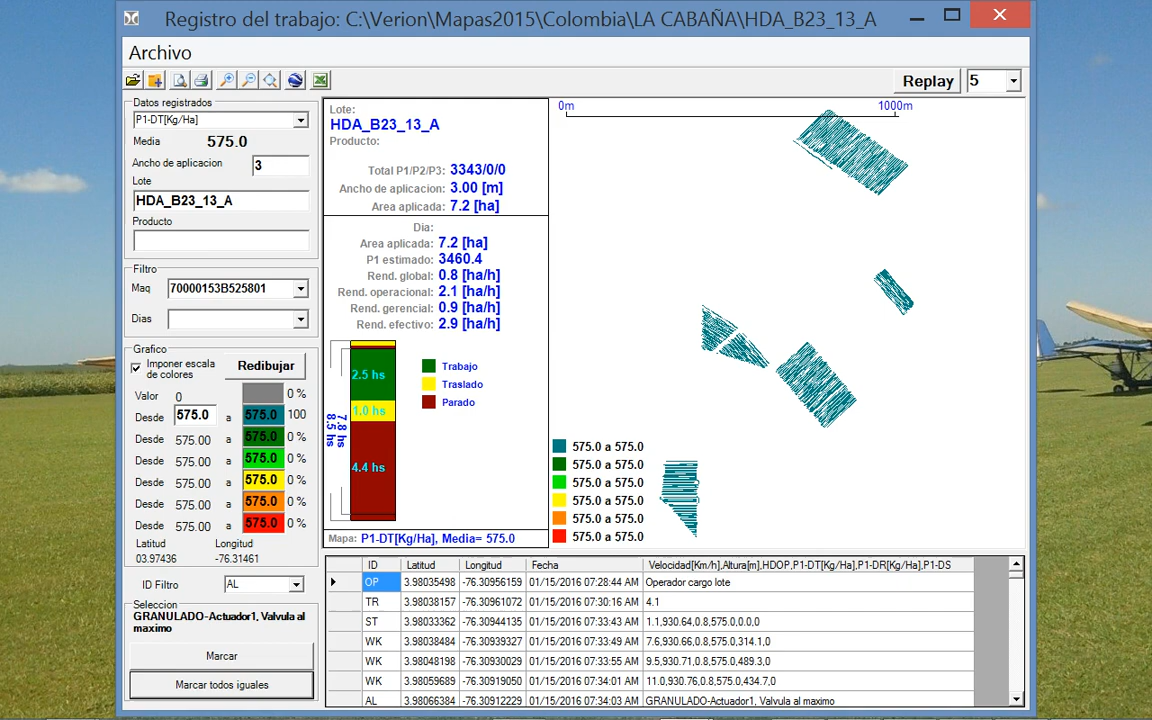 Registro del trabajo: C:\Verion\Mapas2015\Colombia\LA CABAÑA\HDA_B23_13_A
Archivo
Replay 5
Datos registrados
P1-DT[Kg/Ha]
Media 575.0
Ancho de aplicacion 3
Lote
HDA_B23_13_A
Producto
Filtro
Maq 70000153B525801
Dias
Grafico
Imponer escala de colores
Redibujar
Valor 0 0 %
Desde 575.0 a 575.0 100
Desde 575.00 a 575.0 0 %
Desde 575.00 a 575.0 0 %
Desde 575.00 a 575.0 0 %
Desde 575.00 a 575.0 0 %
Desde 575.00 a 575.0 0 %
Latitud Longitud
03.97436 -76.31461
ID Filtro AL
Seleccion
GRANULADO-Actuador1, Valvula al
maximo
Marcar
Marcar todos iguales
Lote:
HDA_B23_13_A
Producto:
Total P1/P2/P3: 3343/0/0
Ancho de aplicacion: 3.00 [m]
Area aplicada: 7.2 [ha]
Dia:
Area aplicada: 7.2 [ha]
P1 estimado: 3460.4
Rend. global: 0.8 [ha/h]
Rend. operacional: 2.1 [ha/h]
Rend. gerencial: 0.9 [ha/h]
Rend. efectivo: 2.9 [ha/h]
2.5 hs
1.0 hs
4.4 hs
7.8 hs
8.5 hs
Trabajo
Traslado
Parado
Mapa: P1-DT[Kg/Ha], Media= 575.0
0m 1000m
575.0 a 575.0
575.0 a 575.0
575.0 a 575.0
575.0 a 575.0
575.0 a 575.0
575.0 a 575.0
ID Latitud Longitud Fecha Velocidad[Km/h],Altura[m],HDOP,P1-DT[Kg/Ha],P1-DR[Kg/Ha],P1-DS
OP 3.98035498 -76.30956159 01/15/2016 07:28:44 AM Operador cargo lote
TR 3.98038157 -76.30961072 01/15/2016 07:30:16 AM 4.1
ST 3.98033362 -76.30944135 01/15/2016 07:33:49 AM 1.1,930.64,0.8,575.0,0.0,0
WK 3.98038484 -76.30939327 01/15/2016 07:33:49 AM 7.6,930.66,0.8,575.0,314.1,0
WK 3.98048198 -76.30930029 01/15/2016 07:33:55 AM 9.5,930.71,0.8,575.0,489.3,0
WK 3.98059689 -76.30919050 01/15/2016 07:34:01 AM 11.0,930.76,0.8,575.0,434.7,0
AL 3.98066384 -76.30912229 01/15/2016 07:34:03 AM GRANULADO-Actuador1, Valvula al maximo